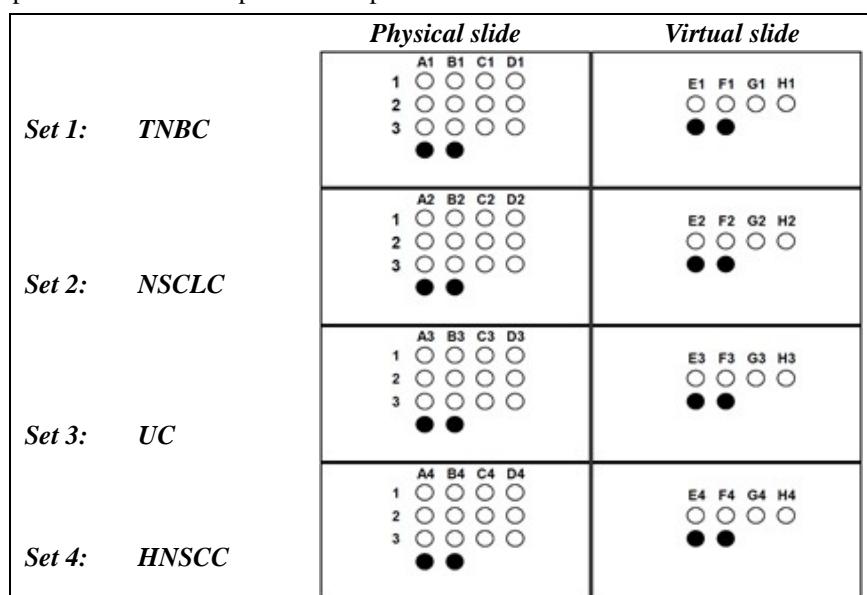 Physical slide Virtual slide
A1 B1 C1 D1
1
2
3
E1 F1 G1 H1
Set 1: TNBC
A2 B2 C2 D2
1
2
3
E2 F2 G2 H2
Set 2: NSCLC
A3 B3 C3 D3
1
2
3
E3 F3 G3 H3
Set 3: UC
A4 B4 C4 D4
1
2
3
E4 F4 G4 H4
Set 4: HNSCC